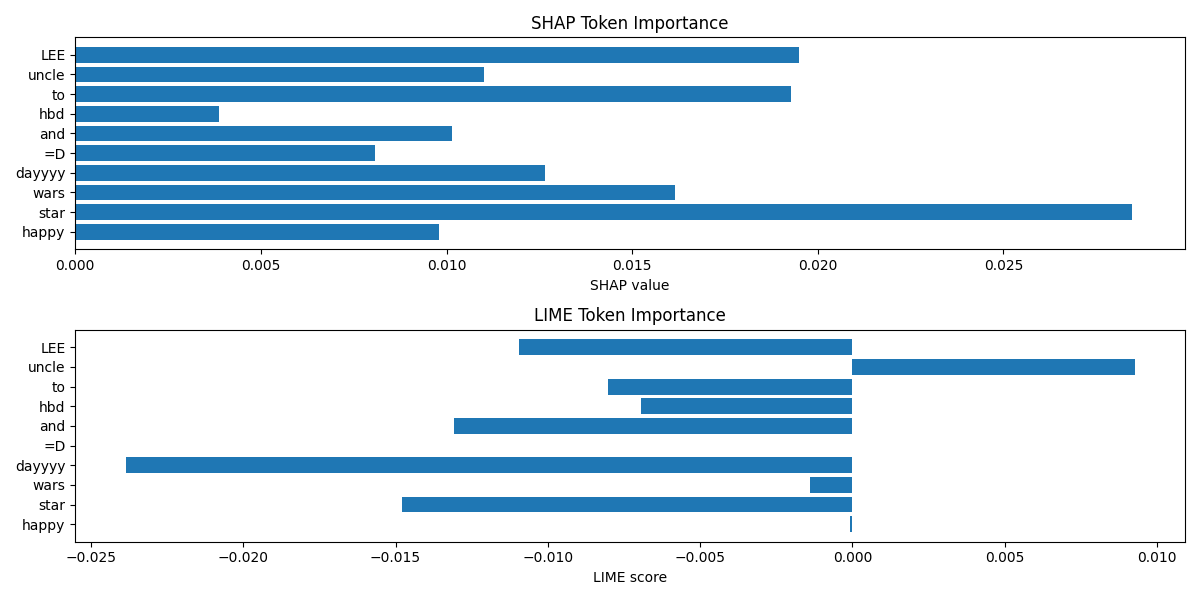 SHAP Token Importance
LEE
uncle
to
hbd
and
=D
dayyyy
wars
star
happy
0.000 0.005 0.010 0.015 0.020 0.025
SHAP value
LIME Token Importance
LEE
uncle
to
hbd
and
=D
dayyyy
wars
star
happy
−0.025 −0.020 −0.015 −0.010 −0.005 0.000 0.005 0.010
LIME score